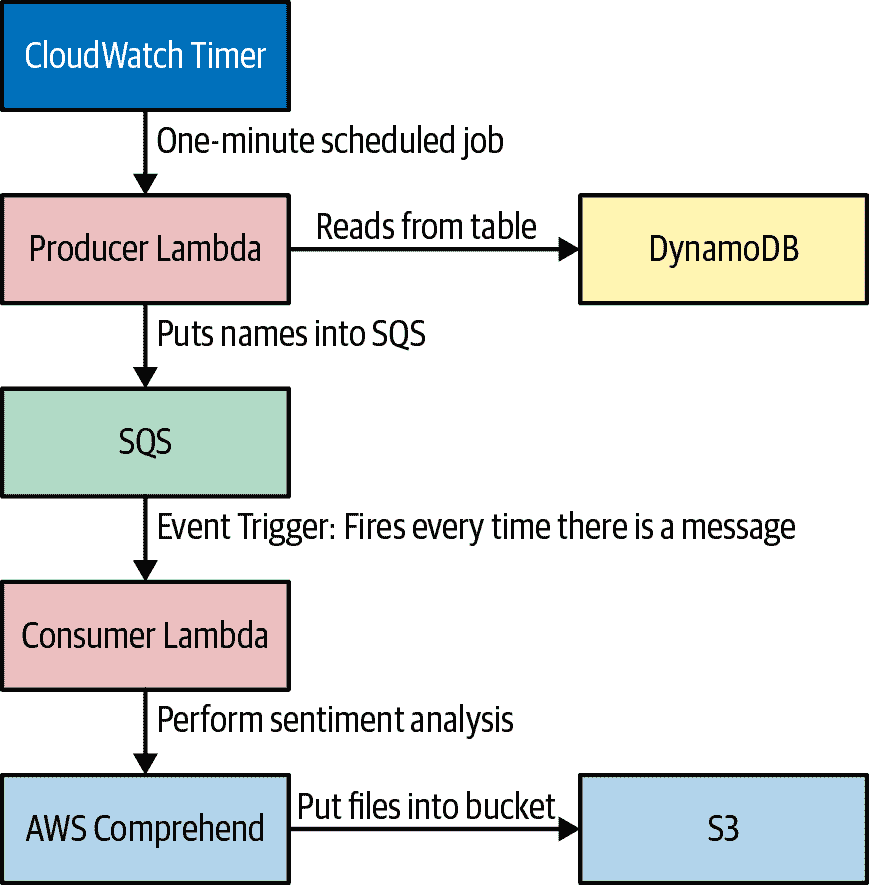 CloudWatch Timer
One-minute scheduled job
Producer Lambda
Reads from table
DynamoDB
Puts names into SQS
SQS
Event Trigger: Fires every time there is a message
Consumer Lambda
Perform sentiment analysis
AWS Comprehend
Put files into bucket
S3